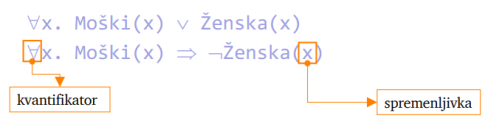 ∀x. Moški(x) ∨ Ženska(x)
∀x. Moški(x) ⇒ ¬Ženska(x)
kvantifikator
spremenljivka